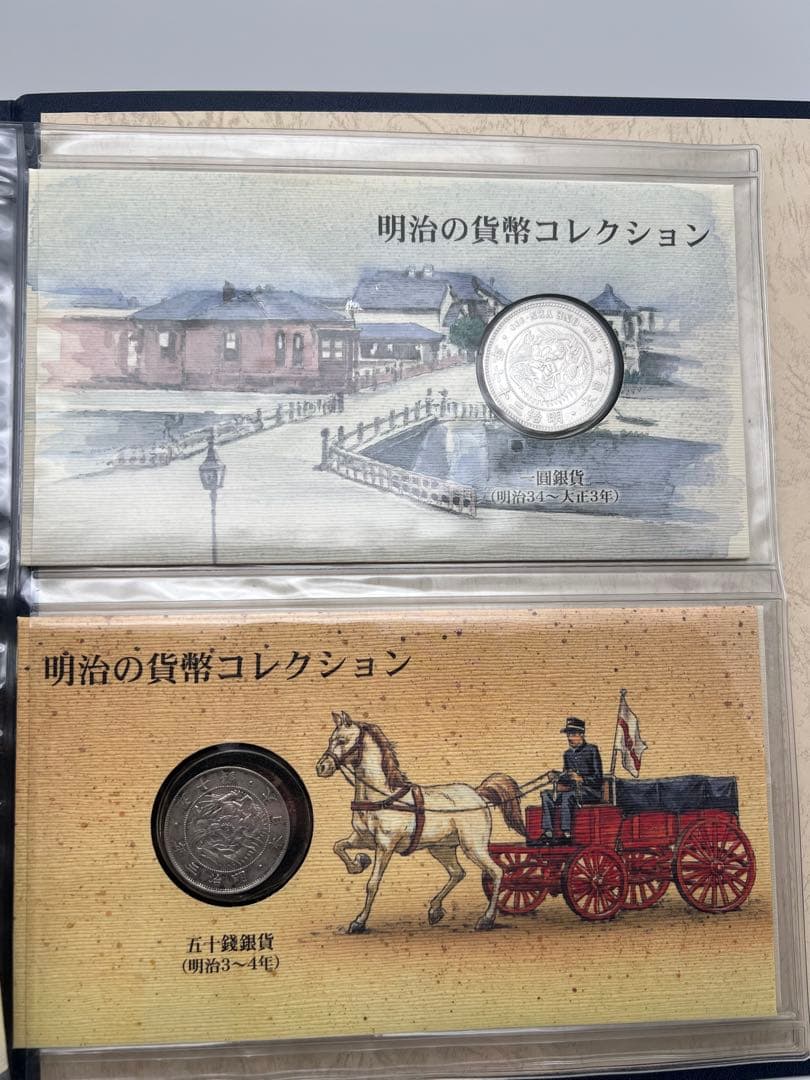 明治の貨幣コレクション
一圓銀貨
(明治34～大正3年)
明治の貨幣コレクション
五十錢銀貨
(明治3～4年)